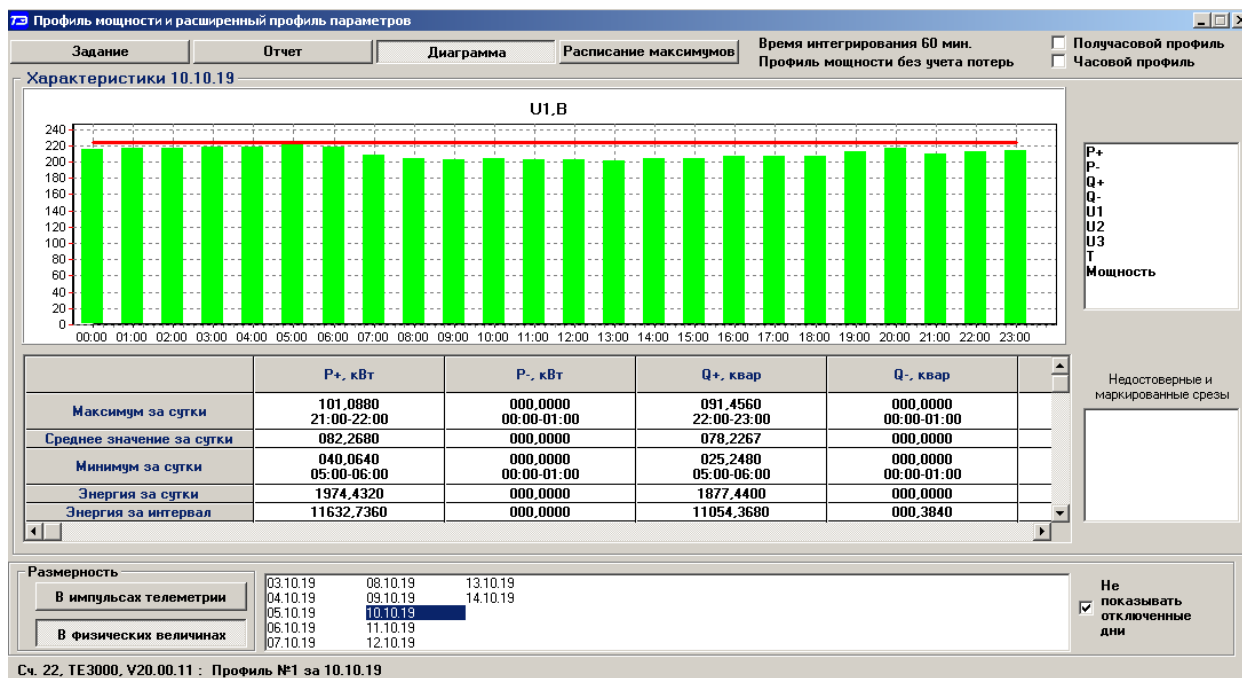 ТЭ Профиль мощности и расширенный профиль параметров
Задание Отчет Диаграмма Расписание максимумов
Время интегрирования 60 мин.
Профиль мощности без учета потерь
Получасовой профиль
Часовой профиль
Характеристики 10.10.19
U1,В
240
220
200
180
160
140
120
100
80
60
40
20
0
00:00 01:00 02:00 03:00 04:00 05:00 06:00 07:00 08:00 09:00 10:00 11:00 12:00 13:00 14:00 15:00 16:00 17:00 18:00 19:00 20:00 21:00 22:00 23:00
P+
P-
Q+
Q-
U1
U2
U3
T
Мощность
P+, кВт P-, кВт Q+, квар Q-, квар
Максимум за сутки 101,0880 000,0000 091,4560 000,0000
21:00-22:00 00:00-01:00 22:00-23:00 00:00-01:00
Среднее значение за сутки 082,2680 000,0000 078,2267 000,0000
Минимум за сутки 040,0640 000,0000 025,2480 000,0000
05:00-06:00 00:00-01:00 05:00-06:00 00:00-01:00
Энергия за сутки 1974,4320 000,0000 1877,4400 000,0000
Энергия за интервал 11632,7360 000,0000 11054,3680 000,3840
Недостоверные и
маркированные срезы
Размерность
В импульсах телеметрии
В физических величинах
03.10.19 08.10.19 13.10.19
04.10.19 09.10.19 14.10.19
05.10.19 10.10.19
06.10.19 11.10.19
07.10.19 12.10.19
Не
показывать
отключенные
дни
Сч. 22, TE3000, V20.00.11 : Профиль №1 за 10.10.19